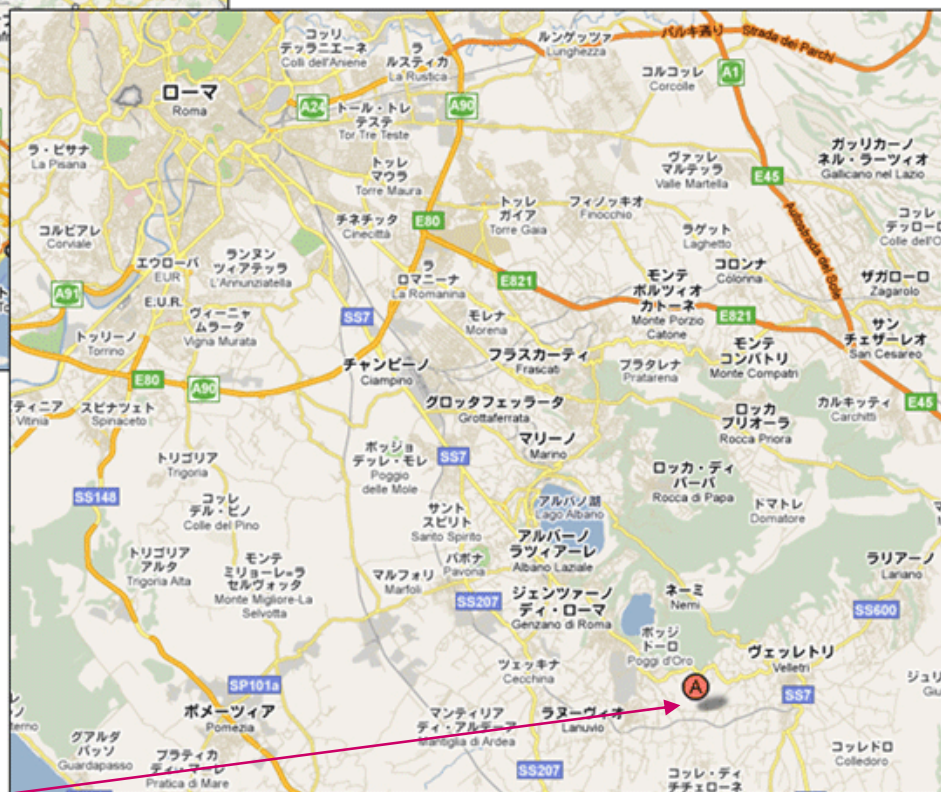 コッリ
デッラニエーネ
Colli dell'Aniene
ラ
ルスティカ
La Rustica
ルンゲッツァ
Lunghezza
パルキ通り
Strada dei Parchi
コルコッレ
Corcolle
A1
ローマ
Roma
A24
トール・トレ
テステ
Tor Tre Teste
A90
ラ・ピサナ
La Pisana
トッレ
マウラ
Torre Maura
ヴァッレ
マルテッラ
Valle Martella
ガッリカーノ
ネル・ラーツィオ
Gallicano nel Lazio
E45
コルビアレ
Corviale
チネチッタ
Cinecittà
E80
トッレ
ガイア
Torre Gaia
フィノッキオ
Finocchio
ラゲット
Laghetto
Autostrada del Sole
コッレ
Colle dell'O
エウローパ
EUR
ランヌン
ツィアテッラ
L'Annunziatella
ラ
ロマニーナ
La Romanina
E821
モンテ
ポルツィオ
カトーネ
Monte Porzio
Catone
コロンナ
Colonna
ザガローロ
Zagarolo
A91
E.U.R.
ヴィーニャ
ムラータ
Vigna Murata
SS7
モレナ
Morena
E821
トッリーノ
Torrino
サン
チェザーレオ
San Cesareo
チャンピーノ
Ciampino
フラスカーティ
Frascati
プラタレナ
Pratarena
モンテ
コンパトリ
Monte Compatri
E80
A90
ティニア
Vitinia
スピナツェト
Spinaceto
グロッタフェッラータ
Grottaferrata
ロッカ
プリオーラ
Rocca Priora
カルキッティ
Carchitti
E45
トリゴリア
Trigoria
ポッジョ
デッレ・モレ
Poggio
delle Mole
SS7
マリーノ
Marino
ロッカ・ディ
パーパ
Rocca di Papa
SS148
コッレ
デル・ピノ
Colle del Pino
サント
スピリト
Santo Spirito
アルバノ湖
Lago Albano
ドマトレ
Domatore
トリゴリア
アルタ
Trigoria Alta
モンテ
ミリョーレ=ラ
セルヴォッタ
Monte Migliore-La
Selvotta
マルフォリ
Marfoli
パボナ
Pavona
アルバーノ
ラツィアーレ
Albano Laziale
ラリアーノ
Lariano
SS207
ジェンツァーノ
ディ・ローマ
Genzano di Roma
ネーミ
Nemi
SS600
ポッジ
ドーロ
Poggi d'Oro
ヴェッレトリ
Velletri
ツェッキナ
Cecchina
SP101a
A
SS7
ポメーツィア
Pomezia
マンティリア
ディ・アルデーア
Mantiglia di Ardea
ラヌーヴィオ
Lanuvio
グアルダ
パッソ
Guardapasso
プラティカ
ディ・マーレ
Pratica di Mare
SS207
コッレドロ
Colledoro
コッレ・ディ
チチェローネ